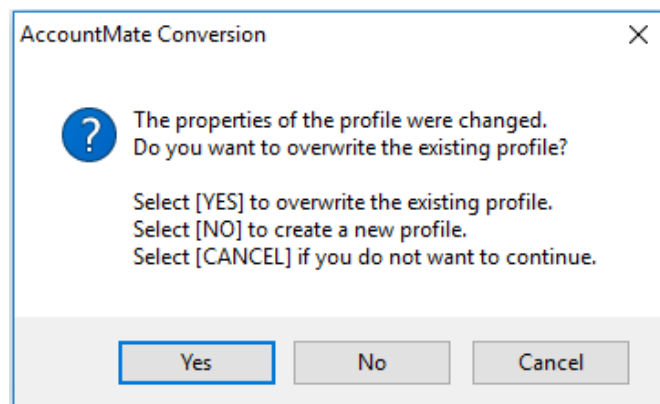 AccountMate Conversion
The properties of the profile were changed.
Do you want to overwrite the existing profile?
Select [YES] to overwrite the existing profile.
Select [NO] to create a new profile.
Select [CANCEL] if you do not want to continue.
Yes No Cancel